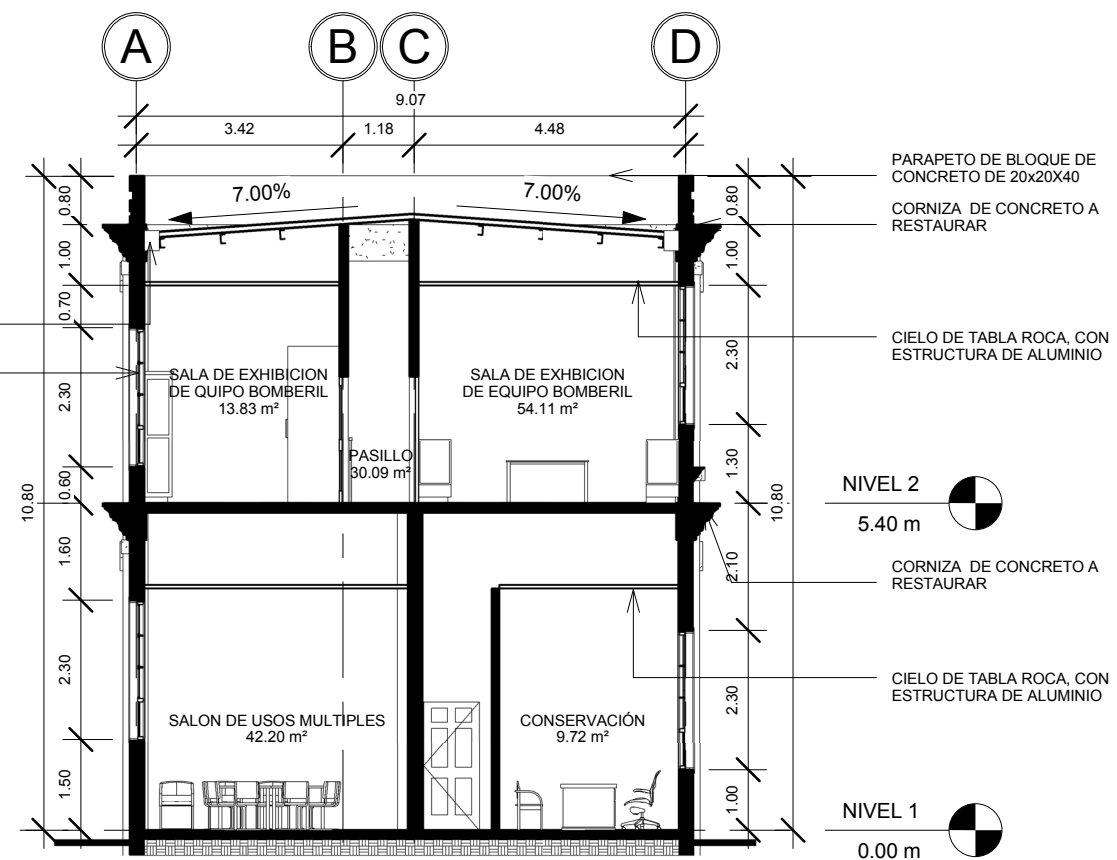 A B C D
9.07
3.42 1.18 4.48
7.00% 7.00%
PARAPETO DE BLOQUE DE
CONCRETO DE 20x20X40
CORNIZA DE CONCRETO A
RESTAURAR
CIELO DE TABLA ROCA, CON
ESTRUCTURA DE ALUMINIO
0.80
1.00
0.70
2.30
0.60
1.60
2.30
1.50
10.80
SALA DE EXHIBICION
DE QUIPO BOMBERIL
13.83 m²
PASILLO
30.09 m²
SALA DE EXHBICION
DE EQUIPO BOMBERIL
54.11 m²
0.80
1.00
2.30
1.30
2.10
2.30
1.00
10.80
NIVEL 2
5.40 m
CORNIZA DE CONCRETO A
RESTAURAR
CIELO DE TABLA ROCA, CON
ESTRUCTURA DE ALUMINIO
SALON DE USOS MULTIPLES
42.20 m²
CONSERVACIÓN
9.72 m²
NIVEL 1
0.00 m